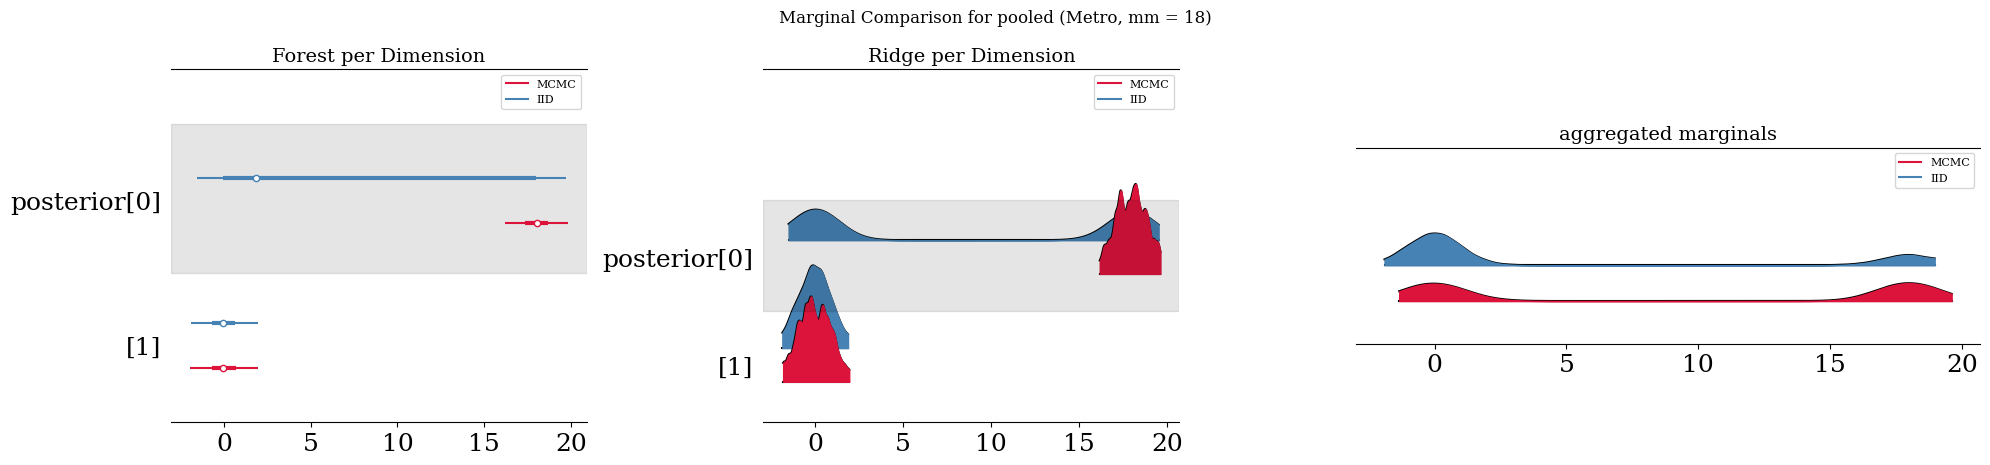 Marginal Comparison for pooled (Metro, mm = 18)
Forest per Dimension
MCMC
IID
posterior[0]
[1]
0 5 10 15 20
Ridge per Dimension
MCMC
IID
posterior[0]
[1]
0 5 10 15 20
aggregated marginals
MCMC
IID
0 5 10 15 20